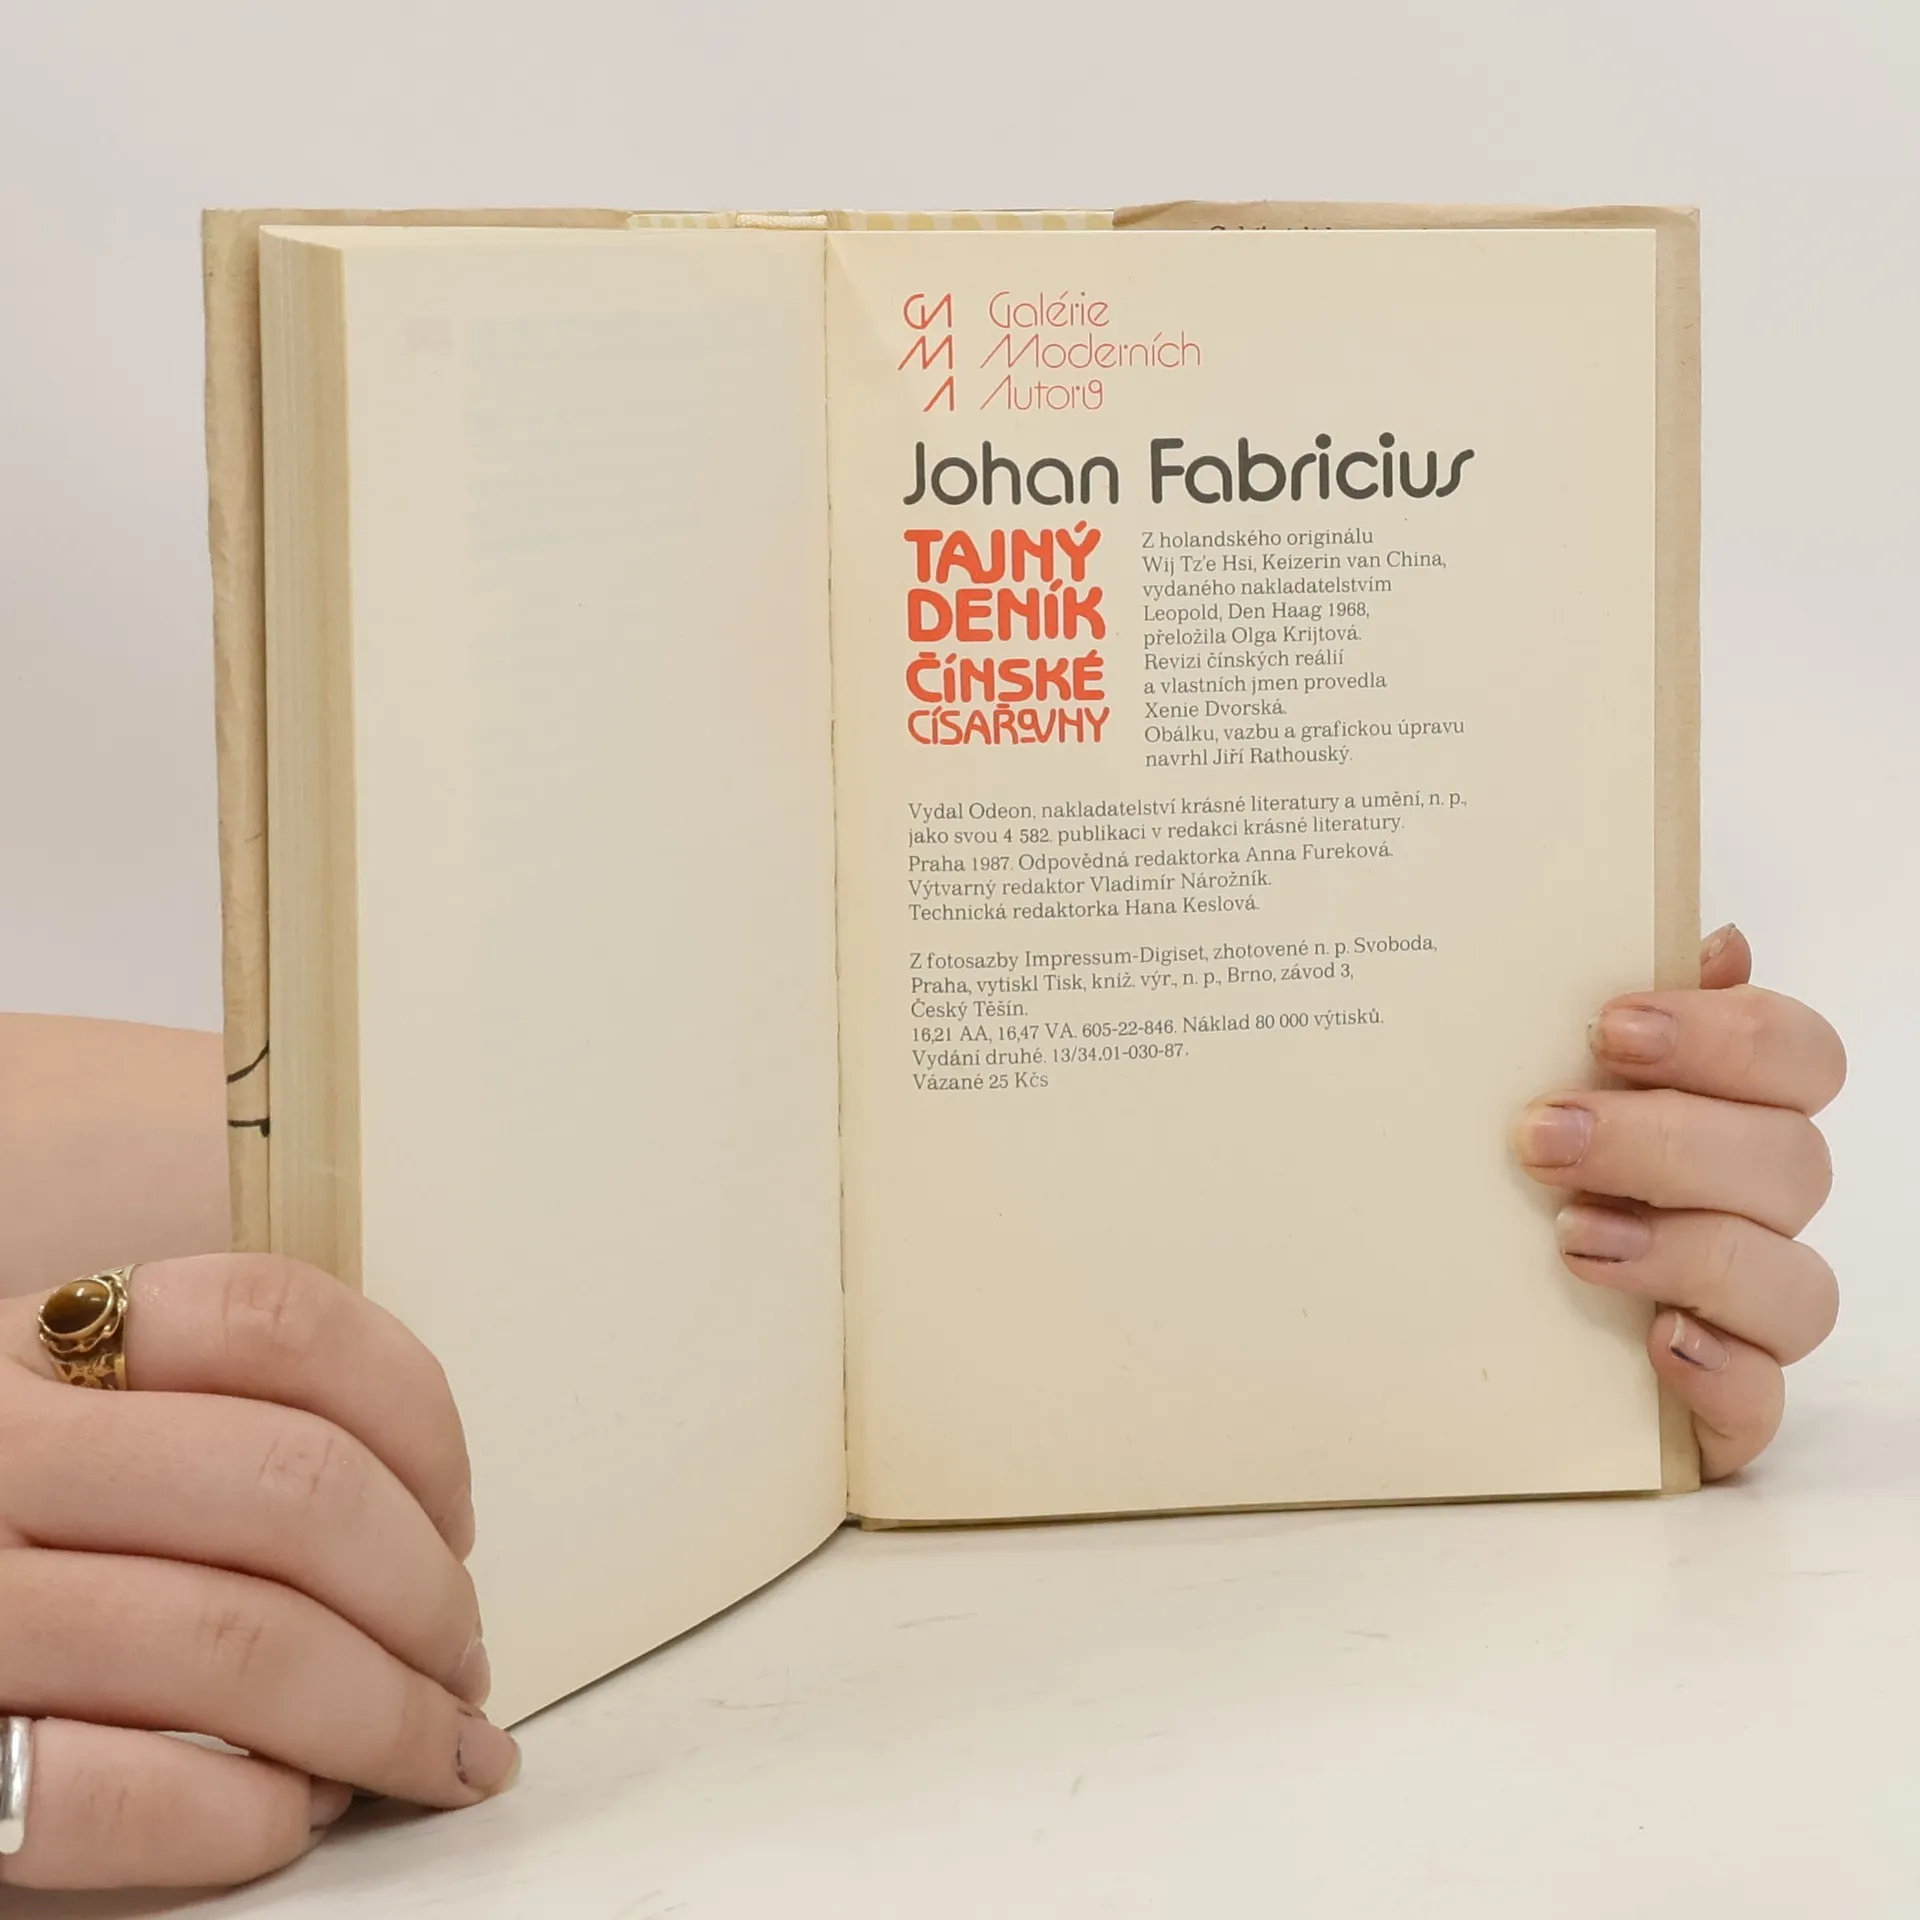 GA Galérie
M Moderních
A Autorů
Johan Fabricius
TAJNÝ
DENÍK
ČÍNSKÉ
CÍSAŘOVNY
Z holandského originálu
Wij Tz'e Hsi, Keizerin van China,
vydaného nakladatelstvím
Leopold, Den Haag 1968,
přeložila Olga Krijtová.
Revizi čínských reálií
a vlastních jmen provedla
Xenie Dvorská.
Obálku, vazbu a grafickou úpravu
navrhl Jiří Rathouský.
Vydal Odeon, nakladatelství krásné literatury a umění, n. p.,
jako svou 4 582. publikaci v redakci krásné literatury.
Praha 1987. Odpovědná redaktorka Anna Fureková.
Výtvarný redaktor Vladimír Nárožník.
Technická redaktorka Hana Keslová.
Z fotosazby Impressum-Digiset, zhotovené n. p. Svoboda,
Praha, vytiskl Tisk, kniž. výr., n. p., Brno, závod 3,
Český Těšín.
16,21 AA, 16,47 VA. 605-22-846. Náklad 80 000 výtisků.
Vydání druhé. 13/34.01-030-87.
Vázané 25 Kčs